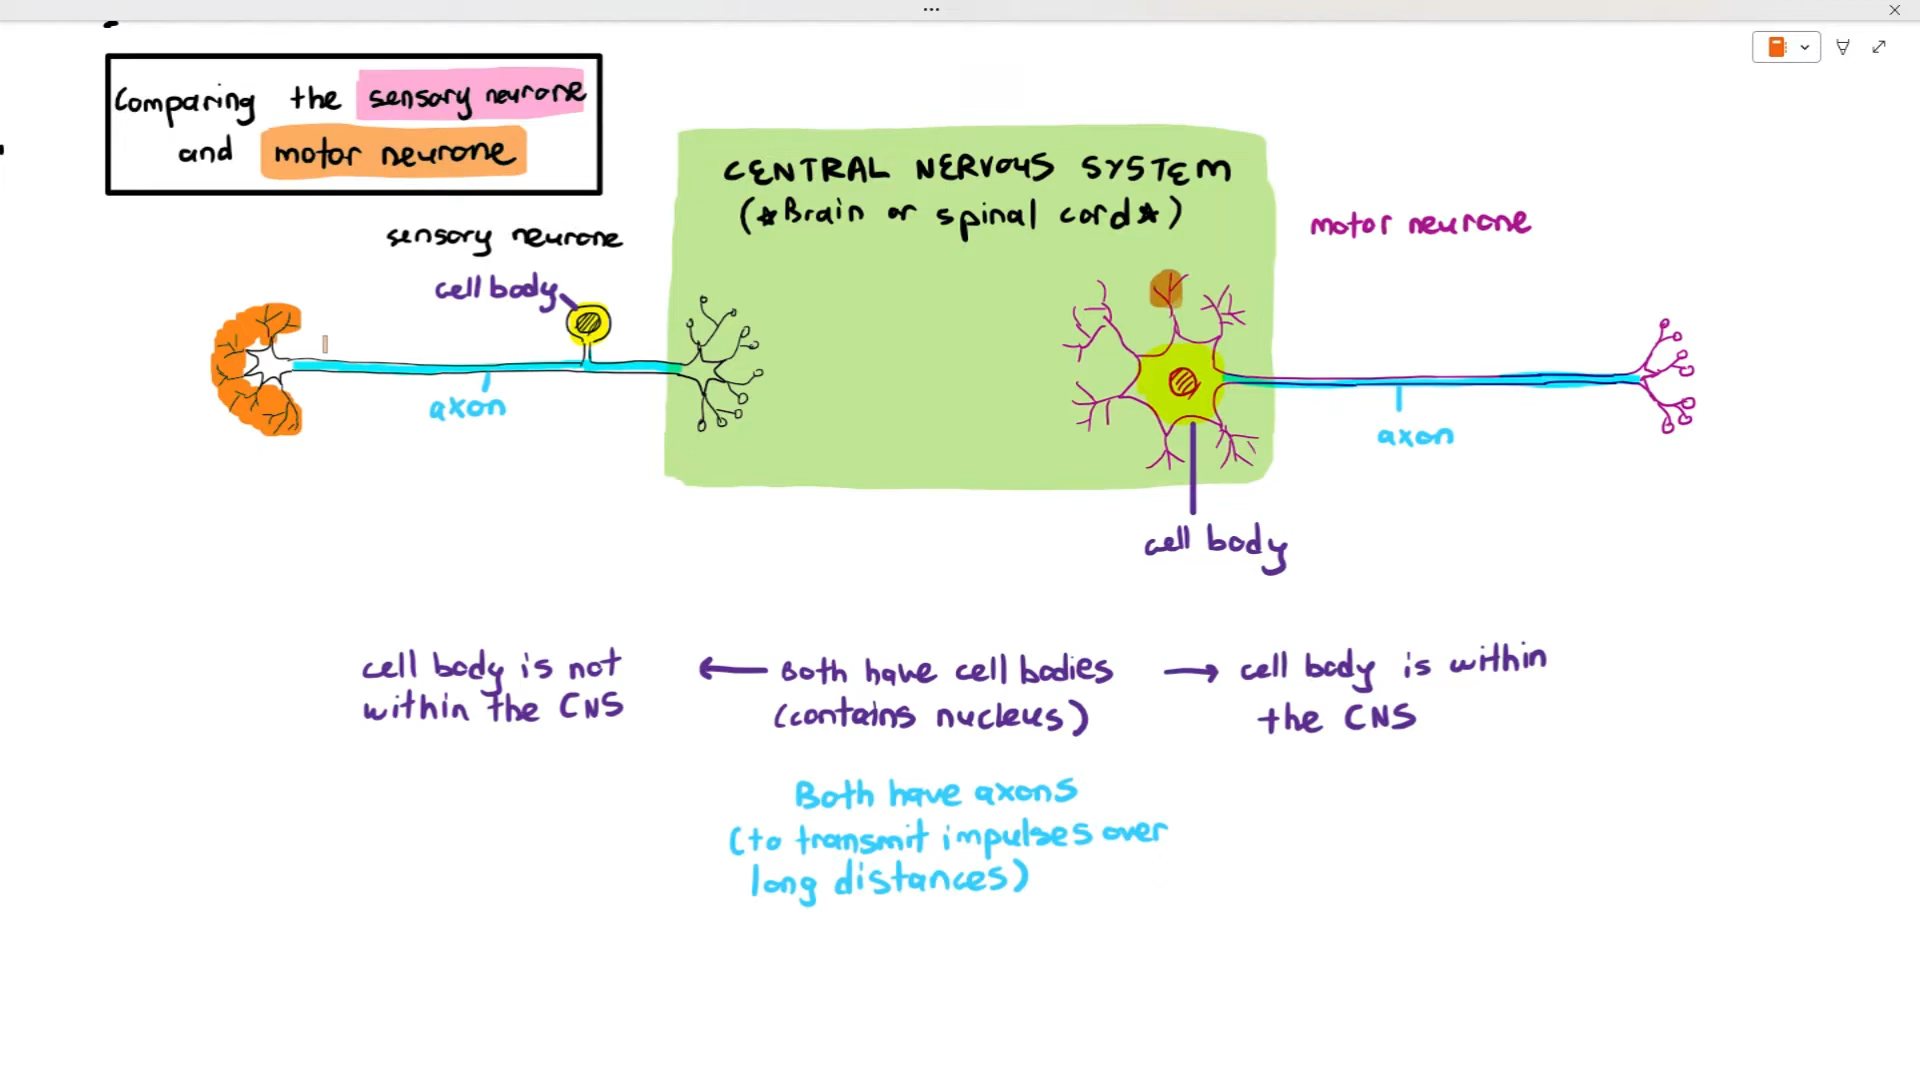 Comparing the sensory neurone
and motor neurone
CENTRAL NERVOUS SYSTEM
(*Brain or spinal cord*)
sensory neurone
motor neurone
cell body
axon
axon
cell body
cell body is not
within the CNS
Both have cell bodies
(contains nucleus)
cell body is within
the CNS
Both have axons
(to transmit impulses over
long distances)